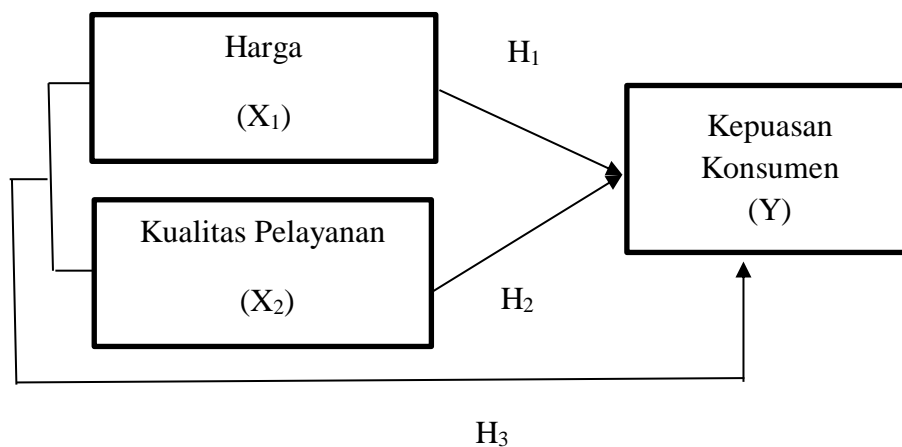 Harga
(X₁)
H₁
Kualitas Pelayanan
(X₂)
H₂
Kepuasan
Konsumen
(Y)
H₃